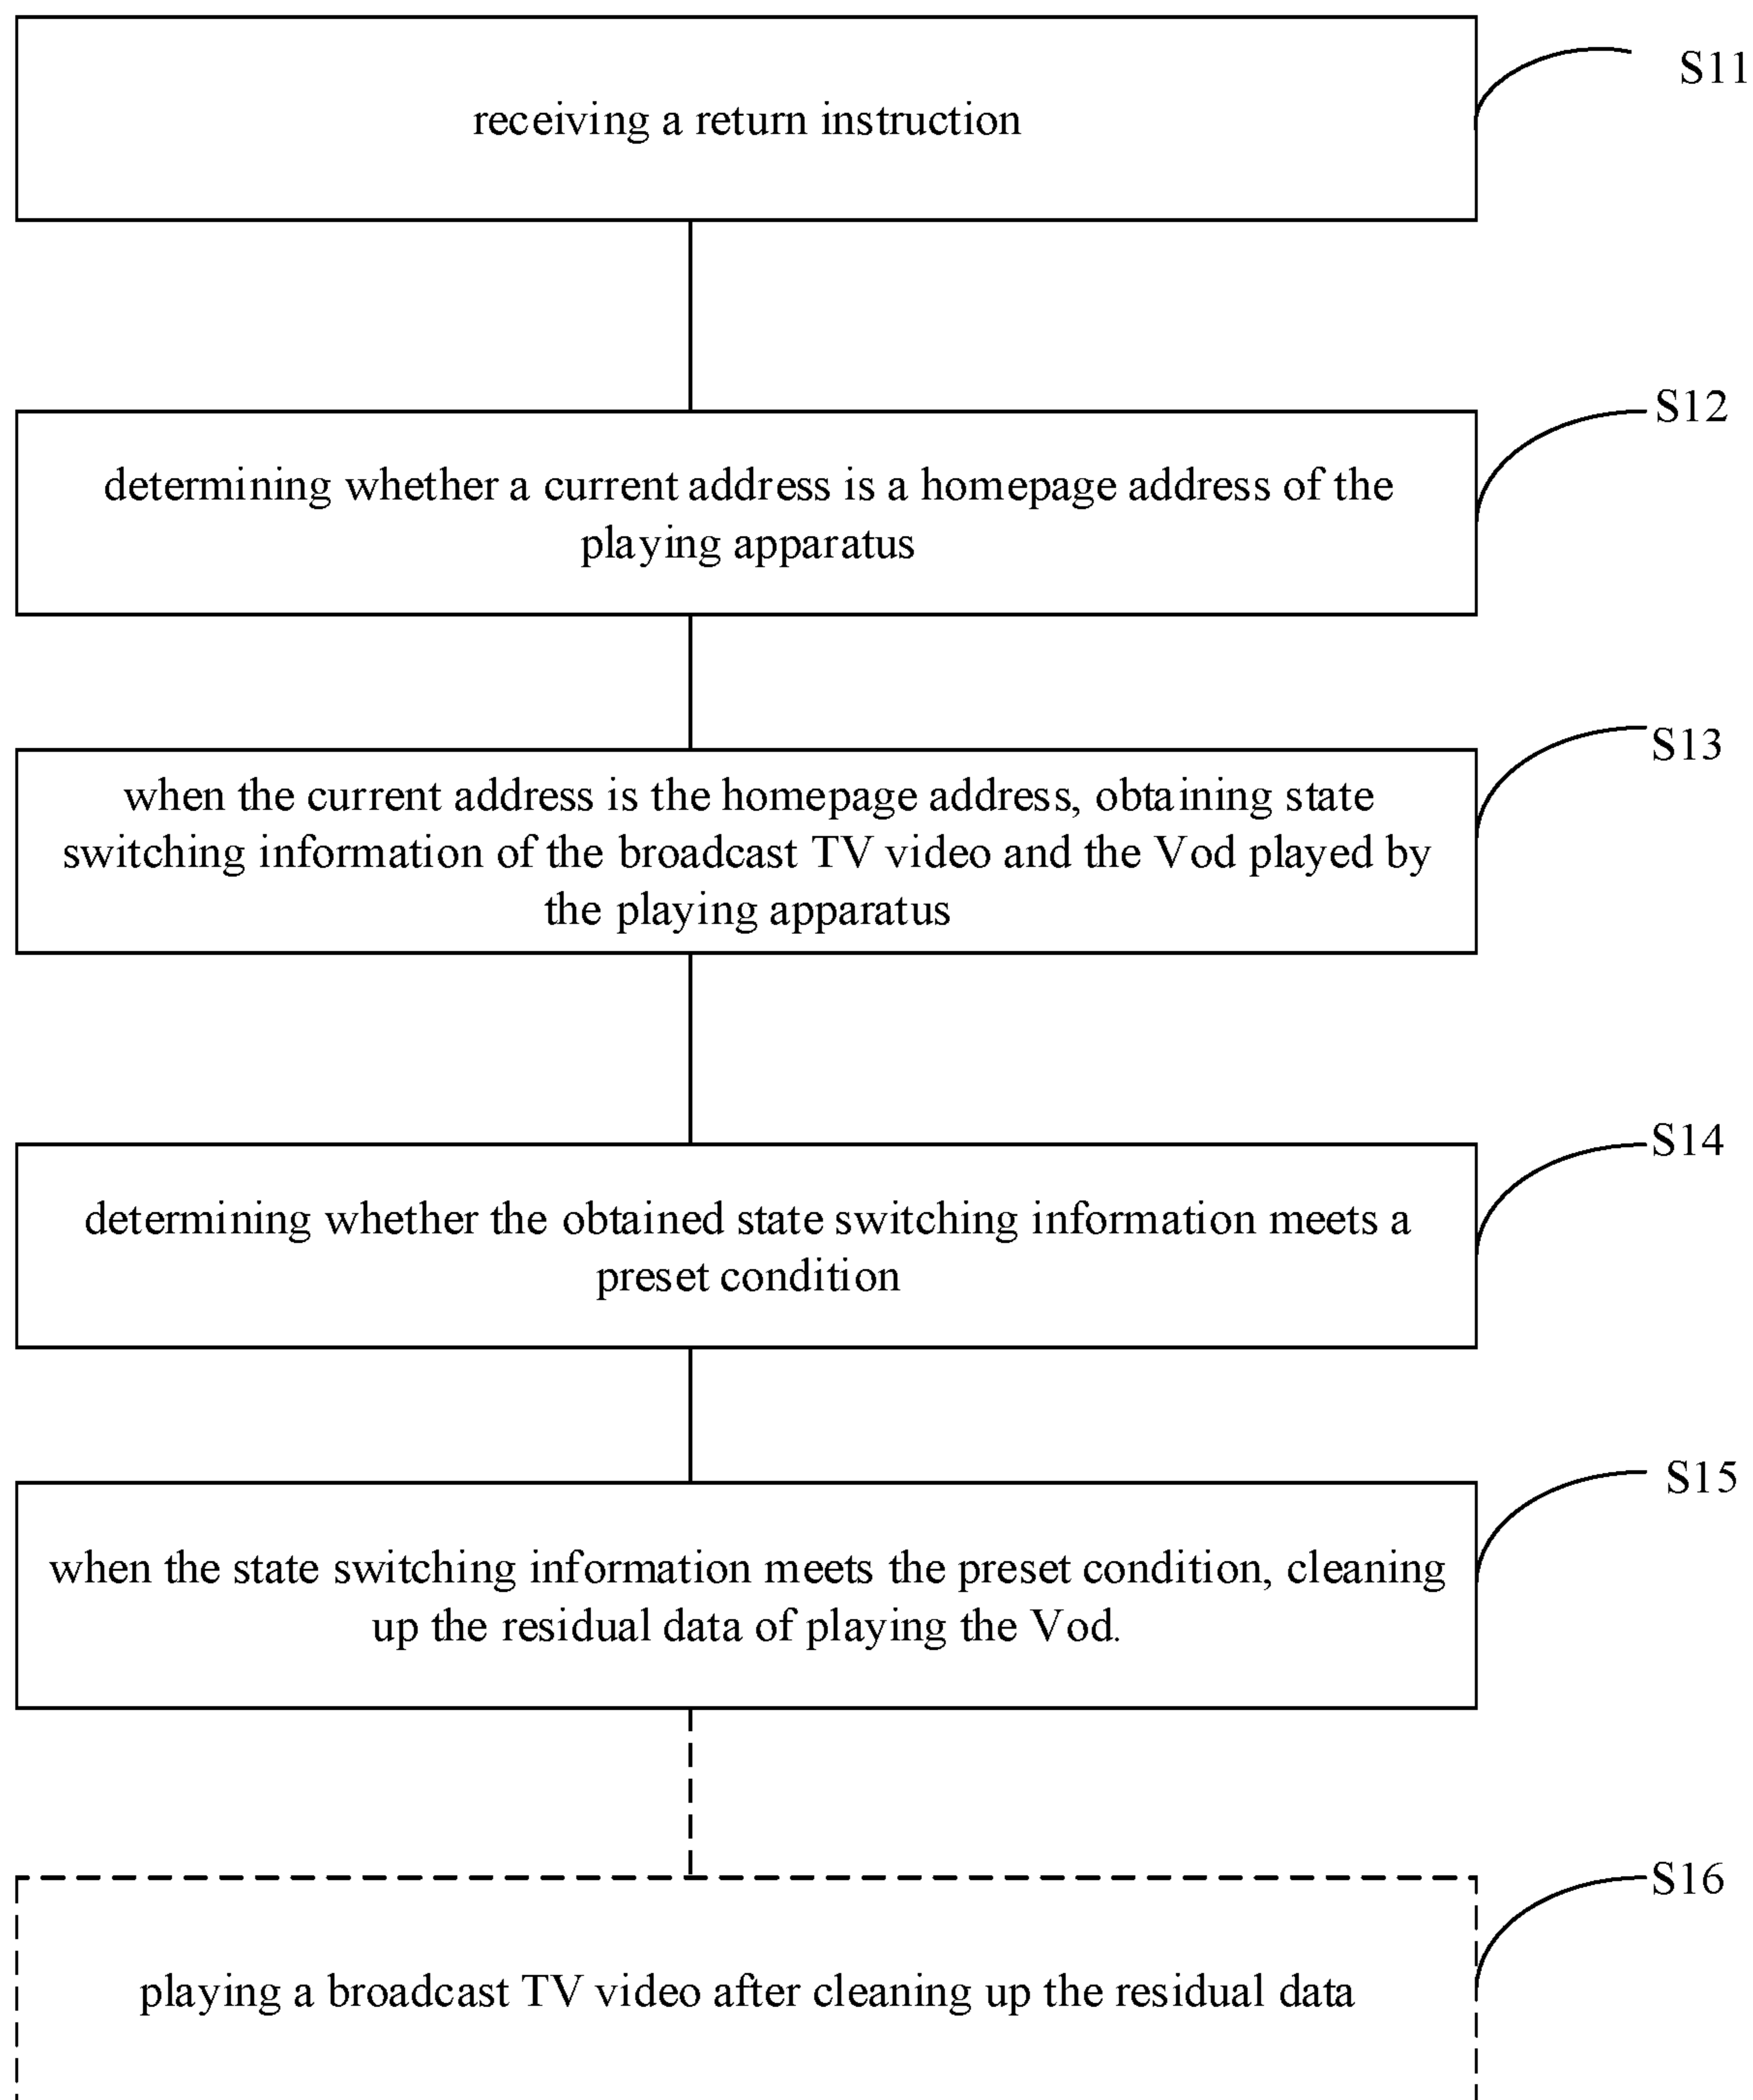 receiving a return instruction
S11
determining whether a current address is a homepage address of the
playing apparatus
S12
when the current address is the homepage address, obtaining state
switching information of the broadcast TV video and the Vod played by
the playing apparatus
S13
determining whether the obtained state switching information meets a
preset condition
S14
when the state switching information meets the preset condition, cleaning
up the residual data of playing the Vod.
S15
playing a broadcast TV video after cleaning up the residual data
S16